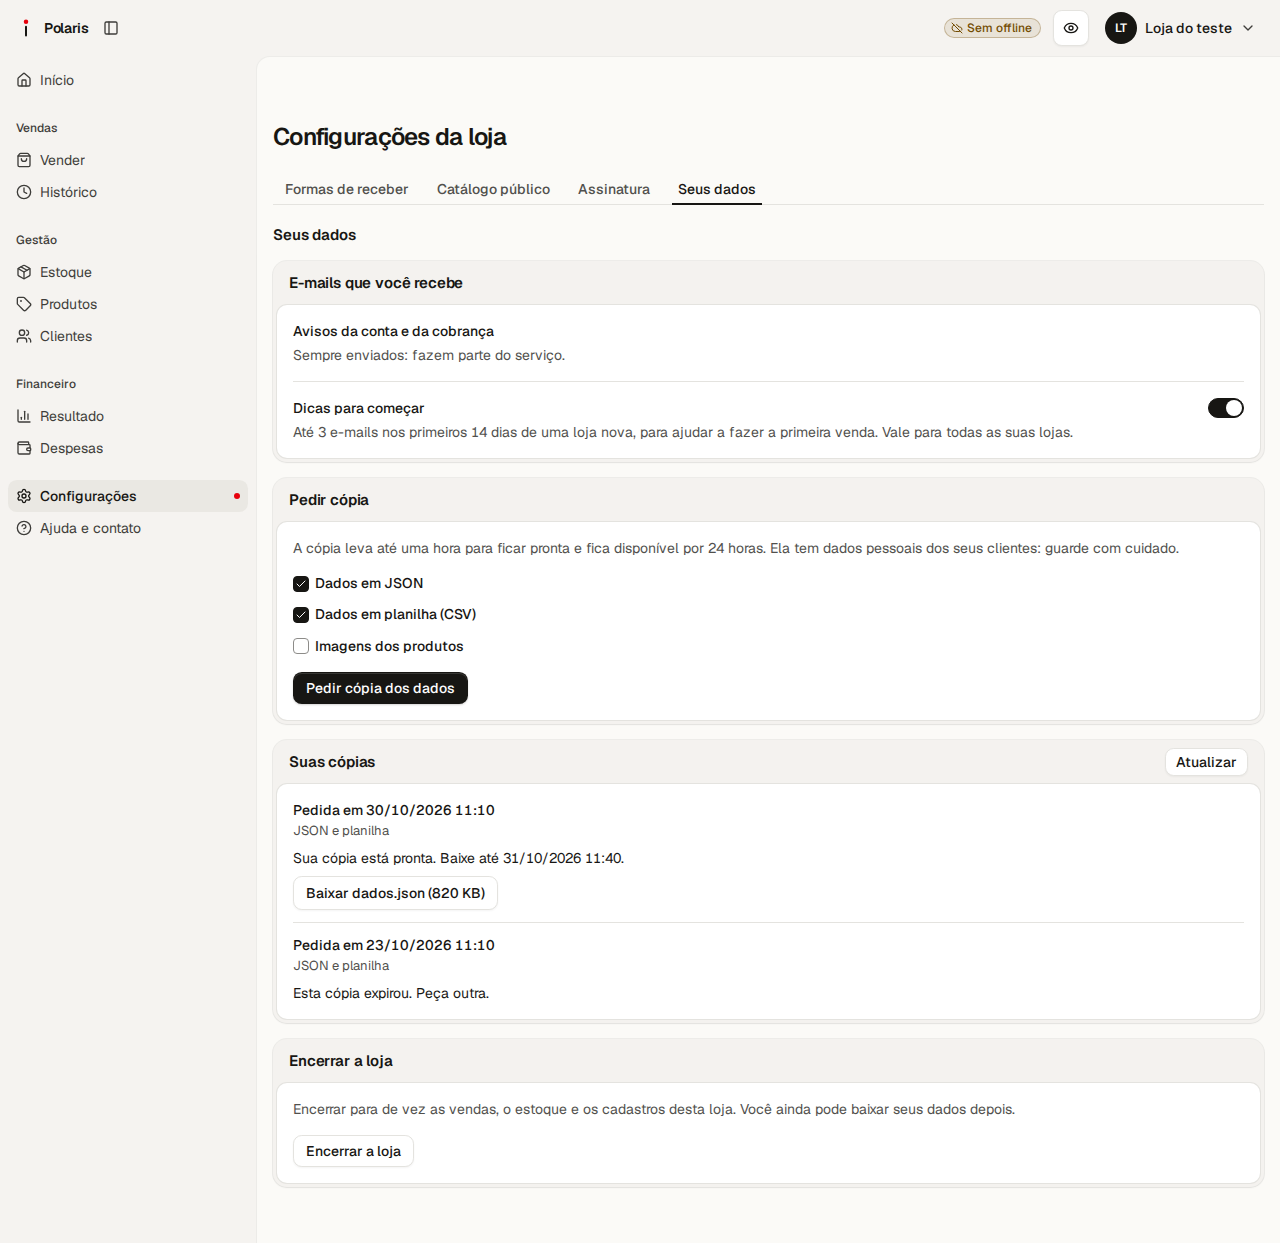 Polaris
Sem offline
LT
Loja do teste
Início
Vendas
Vender
Histórico
Gestão
Estoque
Produtos
Clientes
Financeiro
Resultado
Despesas
Configurações
Ajuda e contato
Configurações da loja
Formas de receber
Catálogo público
Assinatura
Seus dados
Seus dados
E-mails que você recebe
Avisos da conta e da cobrança
Sempre enviados: fazem parte do serviço.
Dicas para começar
Até 3 e-mails nos primeiros 14 dias de uma loja nova, para ajudar a fazer a primeira venda. Vale para todas as suas lojas.
Pedir cópia
A cópia leva até uma hora para ficar pronta e fica disponível por 24 horas. Ela tem dados pessoais dos seus clientes: guarde com cuidado.
Dados em JSON
Dados em planilha (CSV)
Imagens dos produtos
Pedir cópia dos dados
Suas cópias
Atualizar
Pedida em 30/10/2026 11:10
JSON e planilha
Sua cópia está pronta. Baixe até 31/10/2026 11:40.
Baixar dados.json (820 KB)
Pedida em 23/10/2026 11:10
JSON e planilha
Esta cópia expirou. Peça outra.
Encerrar a loja
Encerrar para de vez as vendas, o estoque e os cadastros desta loja. Você ainda pode baixar seus dados depois.
Encerrar a loja